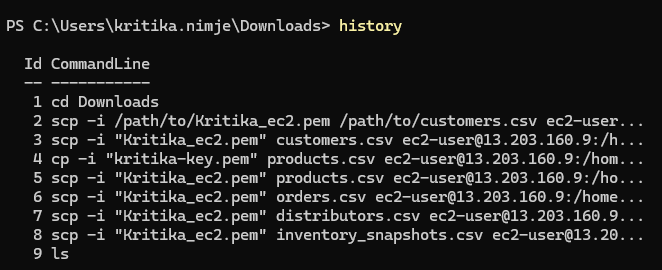 PS C:\Users\kritika.nimje\Downloads> history
Id CommandLine
-- -----------
1 cd Downloads
2 scp -i /path/to/Kritika_ec2.pem /path/to/customers.csv ec2-user...
3 scp -i "Kritika_ec2.pem" customers.csv ec2-user@13.203.160.9:/h...
4 cp -i "kritika-key.pem" products.csv ec2-user@13.203.160.9:/hom...
5 scp -i "Kritika_ec2.pem" products.csv ec2-user@13.203.160.9:/ho...
6 scp -i "Kritika_ec2.pem" orders.csv ec2-user@13.203.160.9:/home...
7 scp -i "Kritika_ec2.pem" distributors.csv ec2-user@13.203.160.9...
8 scp -i "Kritika_ec2.pem" inventory_snapshots.csv ec2-user@13.20...
9 ls